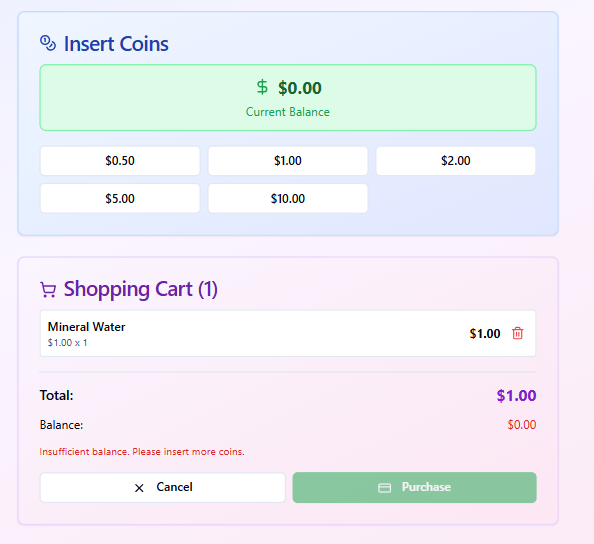 Insert Coins
$0.00
Current Balance
$0.50 $1.00 $2.00
$5.00 $10.00
Shopping Cart (1)
Mineral Water
$1.00 x 1
$1.00
Total: $1.00
Balance: $0.00
Insufficient balance. Please insert more coins.
Cancel Purchase